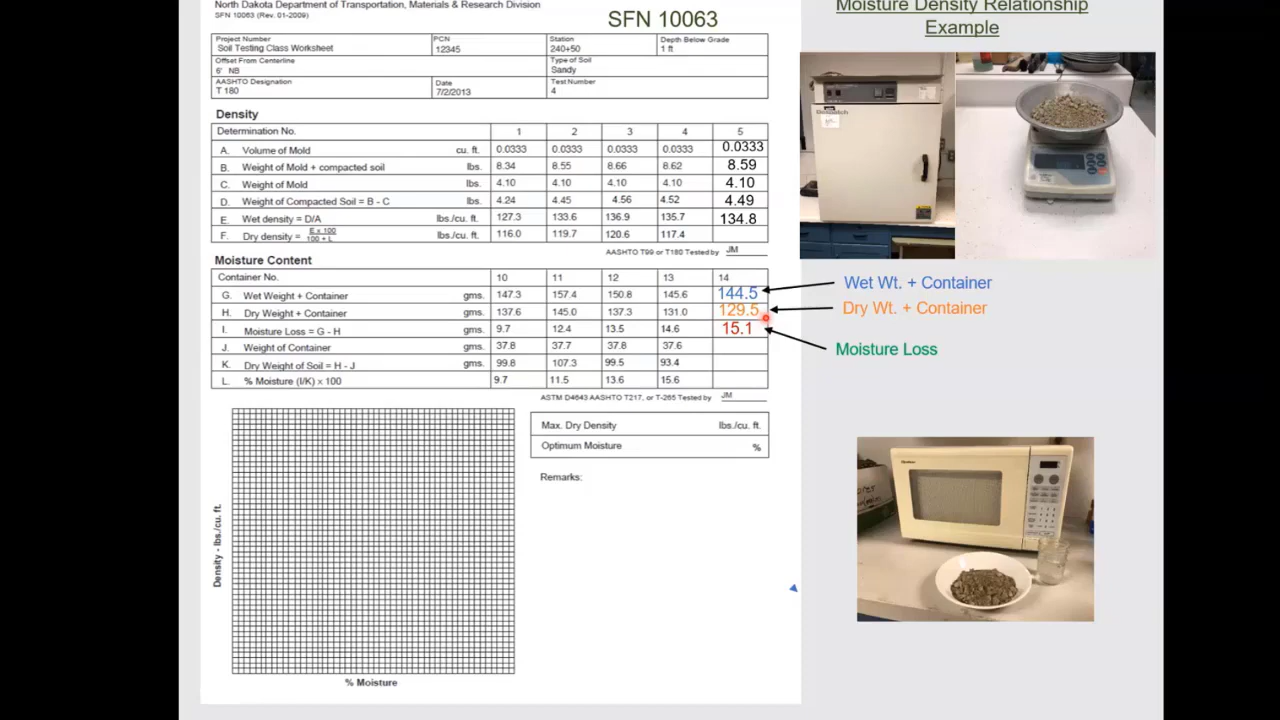 North Dakota Department of Transportation, Materials & Research Division
SFN 10063 (Rev. 01-2009)
SFN 10063
Moisture Density Relationship
Example
Project Number
Soil Testing Class Worksheet
PCN
12345
Station
240+50
Depth Below Grade
1 ft
Offset From Centerline
6' NB
Type of Soil
Sandy
AASHTO Designation
T 180
Date
7/2/2013
Test Number
4
Density
Determination No. 1 2 3 4 5
A. Volume of Mold cu. ft. 0.0333 0.0333 0.0333 0.0333 0.0333
B. Weight of Mold + compacted soil lbs. 8.34 8.55 8.66 8.62 8.59
C. Weight of Mold lbs. 4.10 4.10 4.10 4.10 4.10
D. Weight of Compacted Soil = B - C lbs. 4.24 4.45 4.56 4.52 4.49
E. Wet density = D/A lbs./cu. ft. 127.3 133.6 136.9 135.7 134.8
F. Dry density = E x 100 / 100 + L lbs./cu. ft. 116.0 119.7 120.6 117.4
AASHTO T99 or T180 Tested by JM
Moisture Content
Container No. 10 11 12 13 14
G. Wet Weight + Container gms. 147.3 157.4 150.8 145.6 144.5
H. Dry Weight + Container gms. 137.6 145.0 137.3 131.0 129.5
I. Moisture Loss = G - H gms. 9.7 12.4 13.5 14.6 15.1
J. Weight of Container gms. 37.8 37.7 37.8 37.6
K. Dry Weight of Soil = H - J gms. 99.8 107.3 99.5 93.4
L. % Moisture (I/K) x 100 9.7 11.5 13.6 15.6
Wet Wt. + Container
Dry Wt. + Container
Moisture Loss
ASTM D4643 AASHTO T217, or T-265 Tested by JM
Max. Dry Density lbs./cu. ft.
Optimum Moisture %
Remarks:
Density - lbs./cu. ft.
% Moisture
Despatch